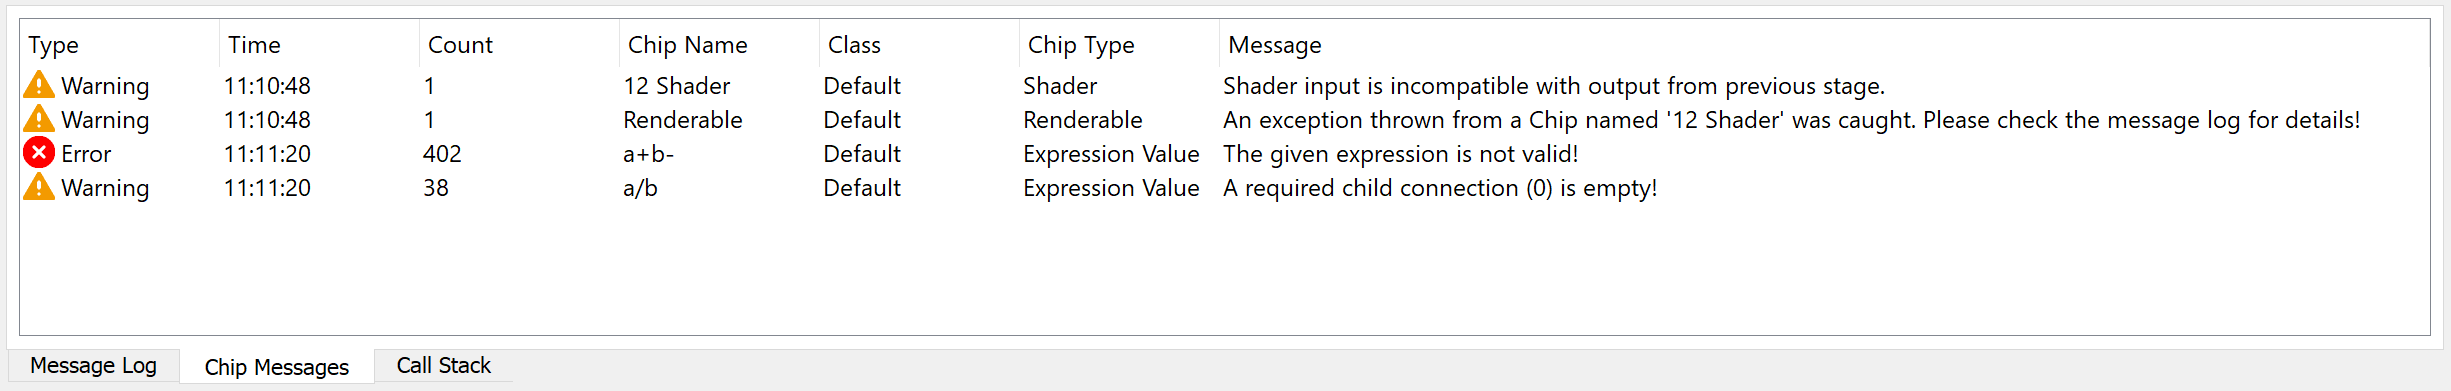 Type Time Count Chip Name Class Chip Type Message
Warning 11:10:48 1 12 Shader Default Shader Shader input is incompatible with output from previous stage.
Warning 11:10:48 1 Renderable Default Renderable An exception thrown from a Chip named '12 Shader' was caught. Please check the message log for details!
Error 11:11:20 402 a+b- Default Expression Value The given expression is not valid!
Warning 11:11:20 38 a/b Default Expression Value A required child connection (0) is empty!
Message Log Chip Messages Call Stack